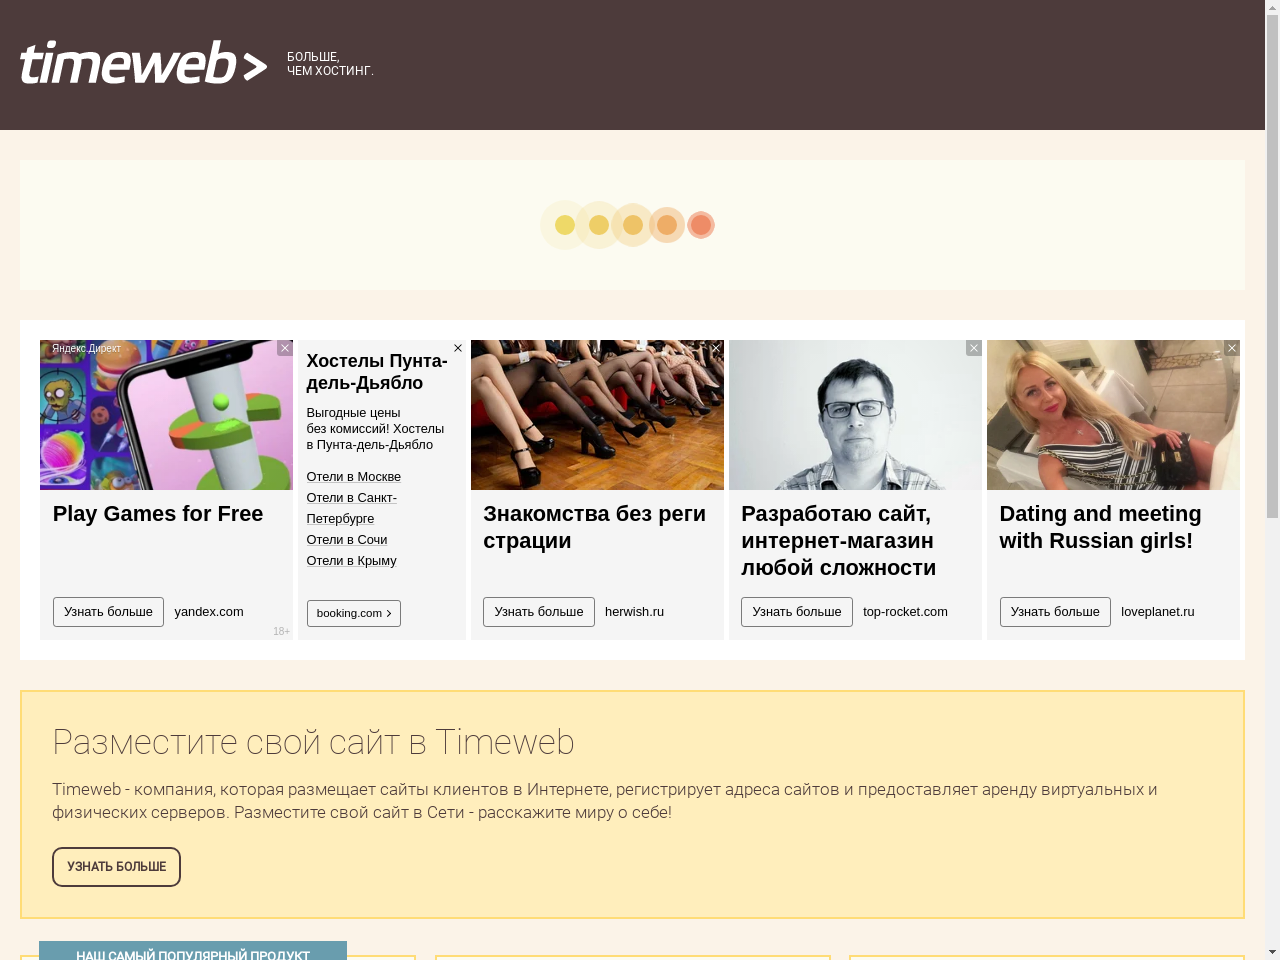 timeweb>
БОЛЬШЕ,
ЧЕМ ХОСТИНГ.
Яндекс.Директ
Play Games for Free
Узнать больше yandex.com
18+
Хостелы Пунта-
дель-Дьябло
Выгодные цены
без комиссий! Хостелы
в Пунта-дель-Дьябло
Отели в Москве
Отели в Санкт-
Петербурге
Отели в Сочи
Отели в Крыму
booking.com
Знакомства без реги
страции
Узнать больше herwish.ru
Разработаю сайт,
интернет-магазин
любой сложности
Узнать больше top-rocket.com
Dating and meeting
with Russian girls!
Узнать больше loveplanet.ru
Разместите свой сайт в Timeweb
Timeweb - компания, которая размещает сайты клиентов в Интернете, регистрирует адреса сайтов и предоставляет аренду виртуальных и
физических серверов. Разместите свой сайт в Сети - расскажите миру о себе!
УЗНАТЬ БОЛЬШЕ
НАШ САМЫЙ ПОПУЛЯРНЫЙ ПРОДУКТ